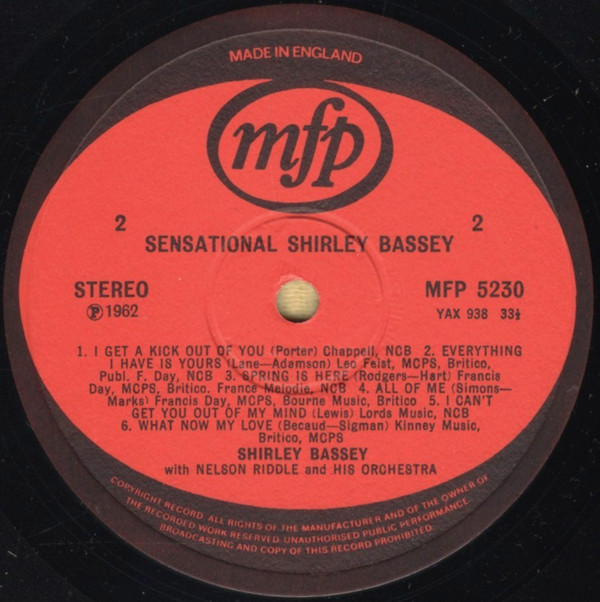 MADE IN ENGLAND
mfp
2 2
SENSATIONAL SHIRLEY BASSEY
STEREO MFP 5230
Ⓟ 1962 YAX 938 33⅓
1. I GET A KICK OUT OF YOU (Porter) Chappell, NCB 2. EVERYTHING
I HAVE IS YOURS (Lane—Adamson) Leo Feist, MCPS, Britico,
Publ. F. Day, NCB 3. SPRING IS HERE (Rodgers—Hart) Francis
Day, MCPS, Britico. France Melodie, NCB 4. ALL OF ME (Simons—
Marks) Francis Day, MCPS, Bourne Music, Britico 5. I CAN'T
GET YOU OUT OF MY MIND (Lewis) Lords Music, NCB
6. WHAT NOW MY LOVE (Becaud—Sigman) Kinney Music,
Britico, MCPS
SHIRLEY BASSEY
with NELSON RIDDLE and HIS ORCHESTRA
COPYRIGHT RECORD. ALL RIGHTS OF THE MANUFACTURER AND OF THE OWNER OF
THE RECORDED WORK RESERVED. UNAUTHORISED PUBLIC PERFORMANCE,
BROADCASTING AND COPY OF THIS RECORD PROHIBITED.